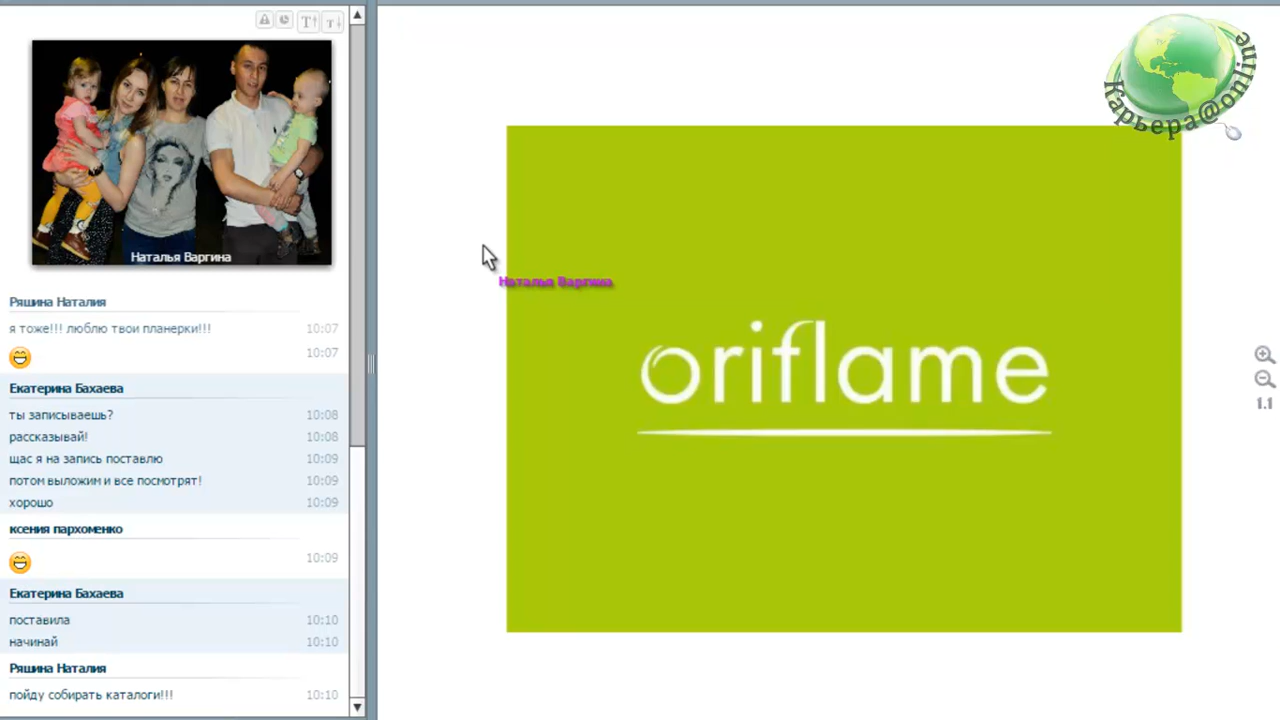 Наталья Варгина
Ряшина Наталия
я тоже!!! люблю твои планерки!!! 10:07
10:07
Екатерина Бахаева
ты записываешь? 10:08
рассказывай! 10:08
щас я на запись поставлю 10:09
потом выложим и все посмотрят! 10:09
хорошо 10:09
ксения пархоменко
10:09
Екатерина Бахаева
поставила 10:10
начинай 10:10
Ряшина Наталия
пойду собирать каталоги!!! 10:10
Карьера@online
Наталья Варгина
oriflame
1.1